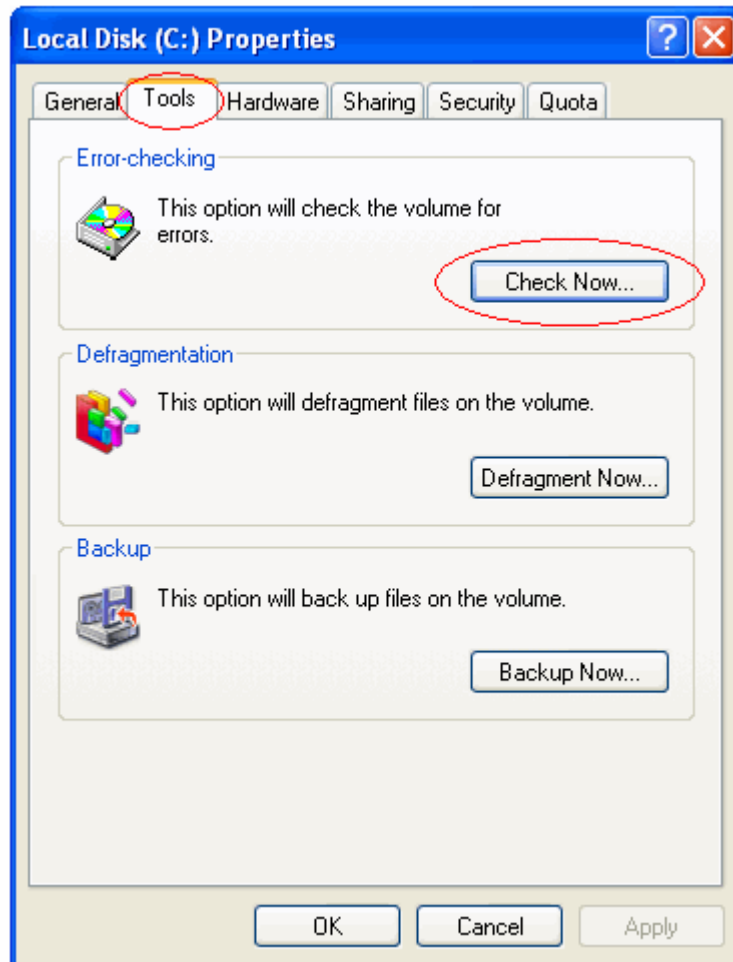 Local Disk (C:) Properties
?
General Tools Hardware Sharing Security Quota
Error-checking
This option will check the volume for
errors.
Check Now...
Defragmentation
This option will defragment files on the volume.
Defragment Now...
Backup
This option will back up files on the volume.
Backup Now...
OK Cancel Apply